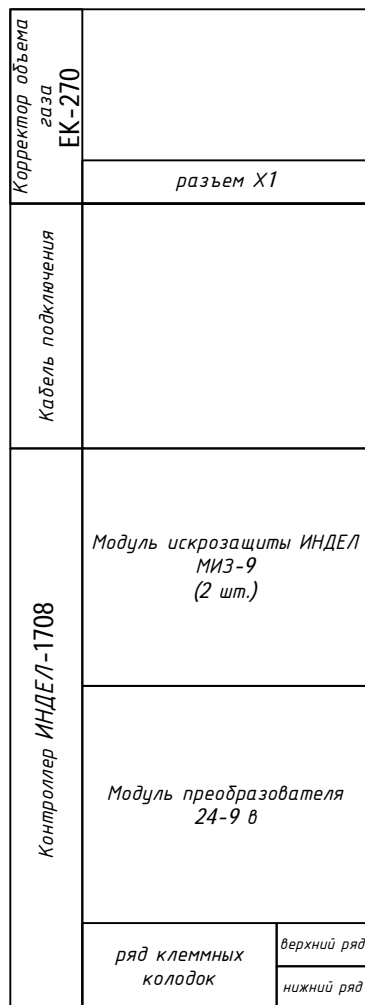 Корректор объема
газа
ЕК-270
разъем X1
Кабель подключения
Контроллер ИНДЕЛ-1708
Модуль искрозащиты ИНДЕЛ
МИЗ-9
(2 шт.)
Модуль преобразователя
24-9 в
ряд клеммных
колодок
верхний ряд
нижний ряд